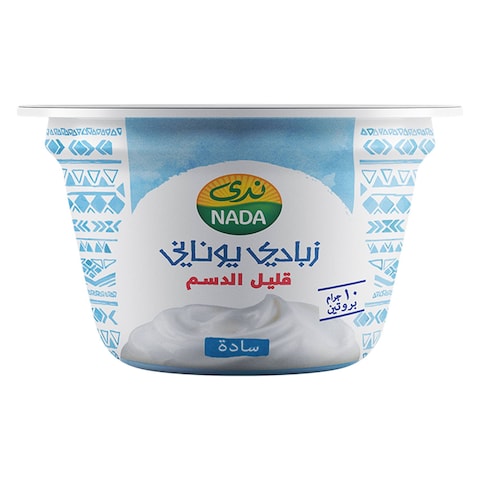 ندى
NADA
زبادي يوناني
قليل الدسم
١٠ جرام
بروتين
سادة